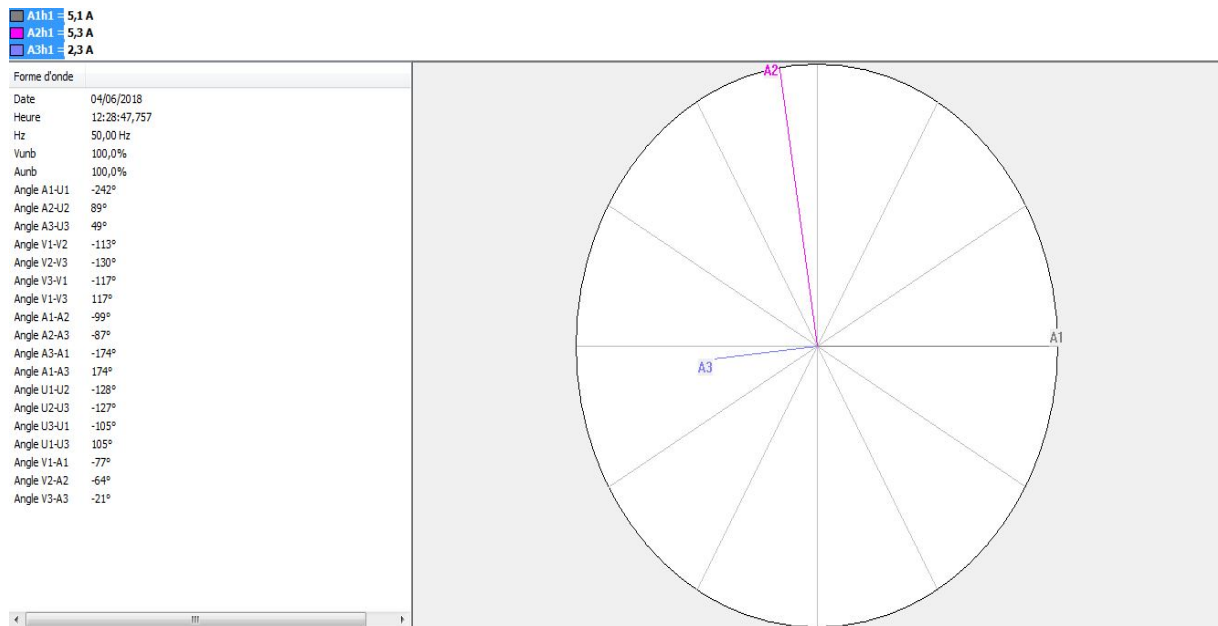 A1h1 = 5,1 A
A2h1 = 5,3 A
A3h1 = 2,3 A
Forme d'onde
Date 04/06/2018
Heure 12:28:47,757
Hz 50,00 Hz
Vunb 100,0%
Aunb 100,0%
Angle A1-U1 -242°
Angle A2-U2 89°
Angle A3-U3 49°
Angle V1-V2 -113°
Angle V2-V3 -130°
Angle V3-V1 -117°
Angle V1-V3 117°
Angle A1-A2 -99°
Angle A2-A3 -87°
Angle A3-A1 -174°
Angle A1-A3 174°
Angle U1-U2 -128°
Angle U2-U3 -127°
Angle U3-U1 -105°
Angle U1-U3 105°
Angle V1-A1 -77°
Angle V2-A2 -64°
Angle V3-A3 -21°
A2
A1
A3